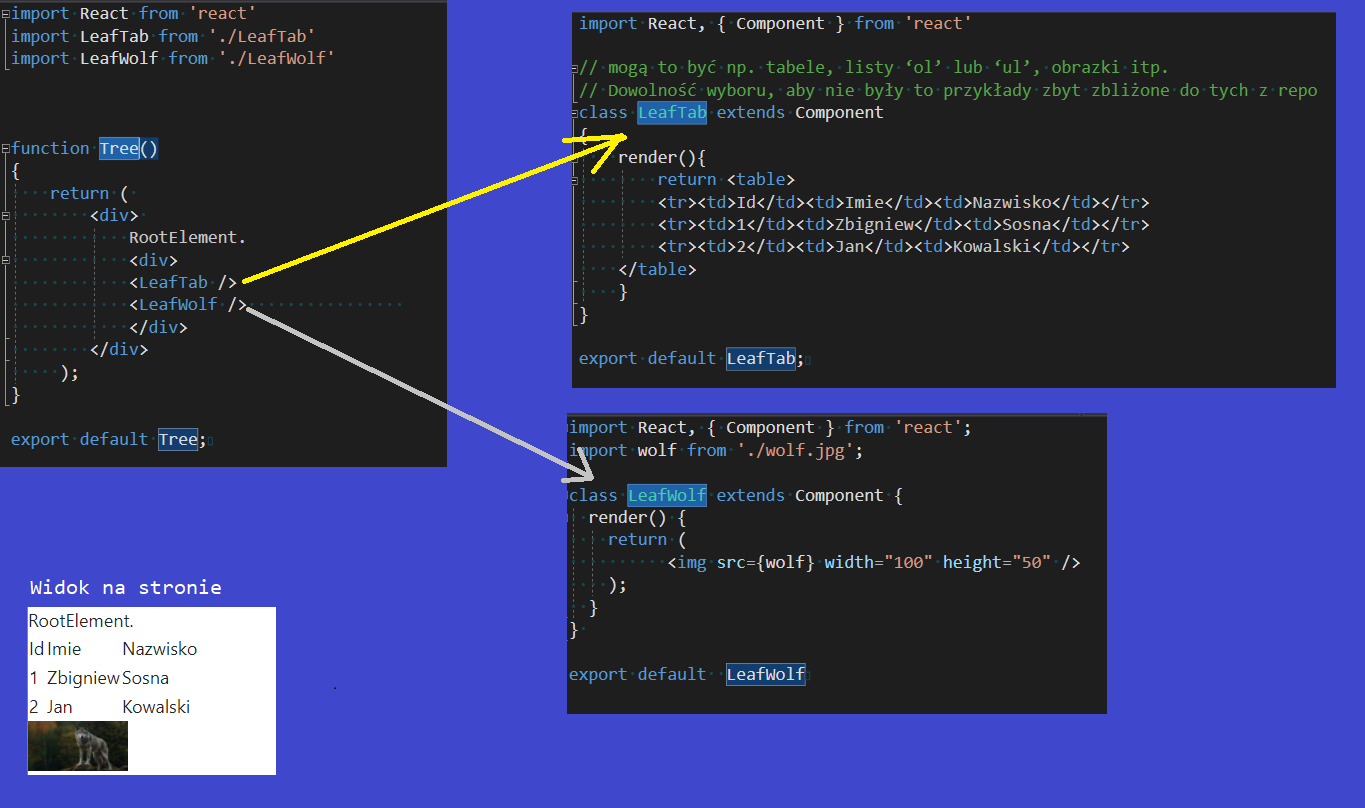 import React from 'react'
import LeafTab from './LeafTab'
import LeafWolf from './LeafWolf'
function Tree()
{
return (
<div>
RootElement.
<div>
<LeafTab />
<LeafWolf />
</div>
</div>
);
}
export default Tree;
import React, { Component } from 'react'
// mogą to być np. tabele, listy ‘ol’ lub ‘ul’, obrazki itp.
// Dowolność wyboru, aby nie były to przykłady zbyt zbliżone do tych z repo
class LeafTab extends Component
{
render(){
return <table>
<tr><td>Id</td><td>Imie</td><td>Nazwisko</td></tr>
<tr><td>1</td><td>Zbigniew</td><td>Sosna</td></tr>
<tr><td>2</td><td>Jan</td><td>Kowalski</td></tr>
</table>
}
}
export default LeafTab;
import React, { Component } from 'react';
import wolf from './wolf.jpg';
class LeafWolf extends Component {
render() {
return (
<img src={wolf} width="100" height="50" />
);
}
}
export default LeafWolf
Widok na stronie
RootElement.
Id Imie Nazwisko
1 Zbigniew Sosna
2 Jan Kowalski